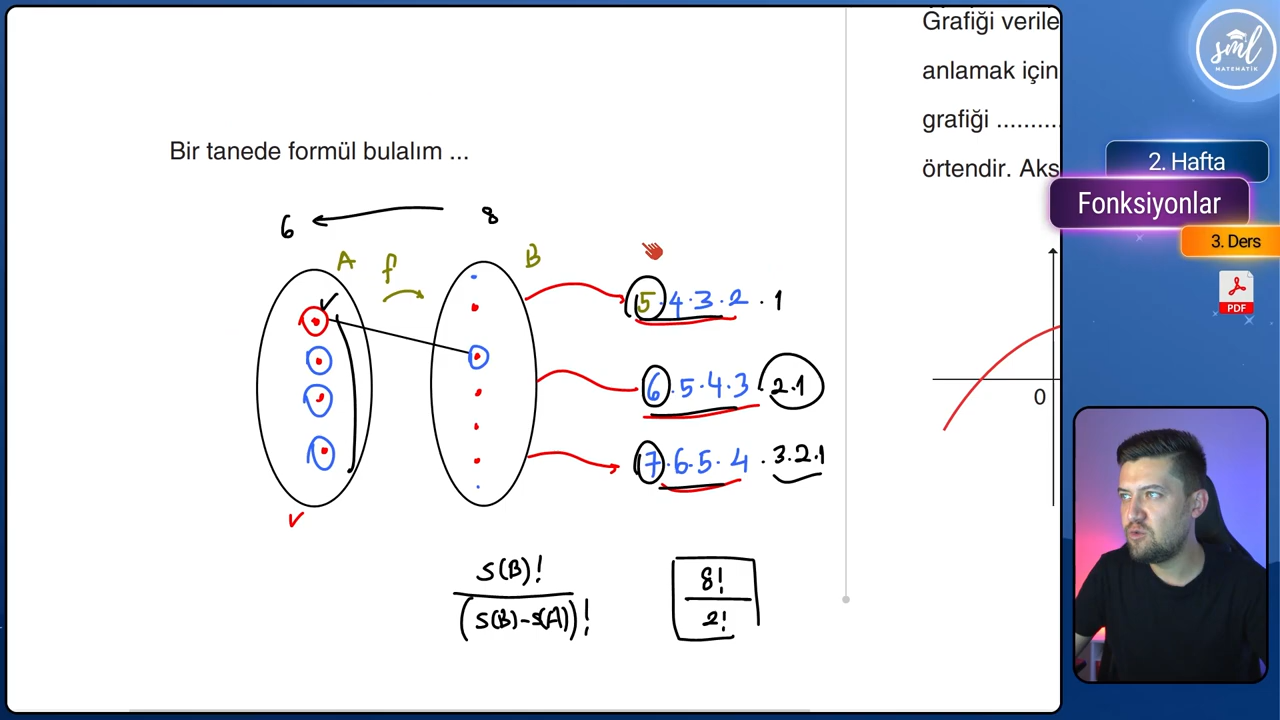 Bir tanede formül bulalım ...
6 8
A f B
5.4.3.2 .1
6.5.4.3 .2.1
7.6.5.4 .3.2.1
s(B)!
(s(B)-s(A))!
8!
2!
Grafiği verile
anlamak için
grafiği ..........
örtendir. Aks
0
sml
MATEMATİK
2. Hafta
Fonksiyonlar
3. Ders
PDF